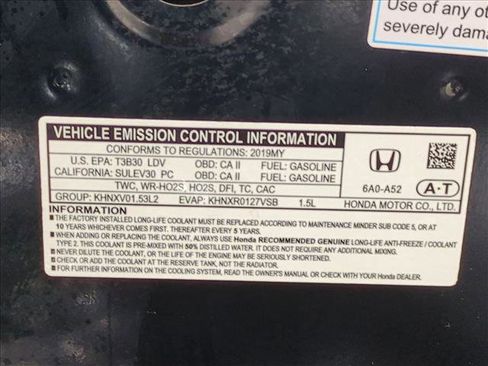 Use of any ot
severely dama
VEHICLE EMISSION CONTROL INFORMATION
CONFORMS TO REGULATIONS: 2019MY
U.S. EPA: T3B30 LDV OBD: CA II FUEL: GASOLINE
CALIFORNIA: SULEV30 PC OBD: CA II FUEL: GASOLINE
TWC, WR-HO2S, HO2S, DFI, TC, CAC
GROUP: KHNXV01.53L2 EVAP: KHNXR0127VSB 1.5L
6A0-A52
A·T
HONDA MOTOR CO., LTD.
INFORMATION
■ THE FACTORY INSTALLED LONG-LIFE COOLANT MUST BE REPLACED ACCORDING TO MAINTENANCE MINDER SUB CODE 5, OR AT
10 YEARS WHICHEVER COMES FIRST. THEREAFTER EVERY 5 YEARS.
■ WHEN ADDING OR REPLACING THE COOLANT, ALWAYS USE Honda RECOMMENDED GENUINE LONG-LIFE ANTI-FREEZE / COOLANT
TYPE 2. THIS COOLANT IS PRE-MIXED WITH 50% DISTILLED WATER. IT DOES NOT REQUIRE ANY ADDITIONAL MIXING.
■ NEVER DILUTE THE COOLANT, OR THE LIFE OF THE ENGINE MAY BE SERIOUSLY SHORTENED.
■ CHECK AND ADD THE COOLANT AT THE RESERVE TANK, NOT THE RADIATOR.
■ FOR FURTHER INFORMATION ON THE COOLING SYSTEM, READ THE OWNER'S MANUAL OR CHECK WITH YOUR Honda DEALER.